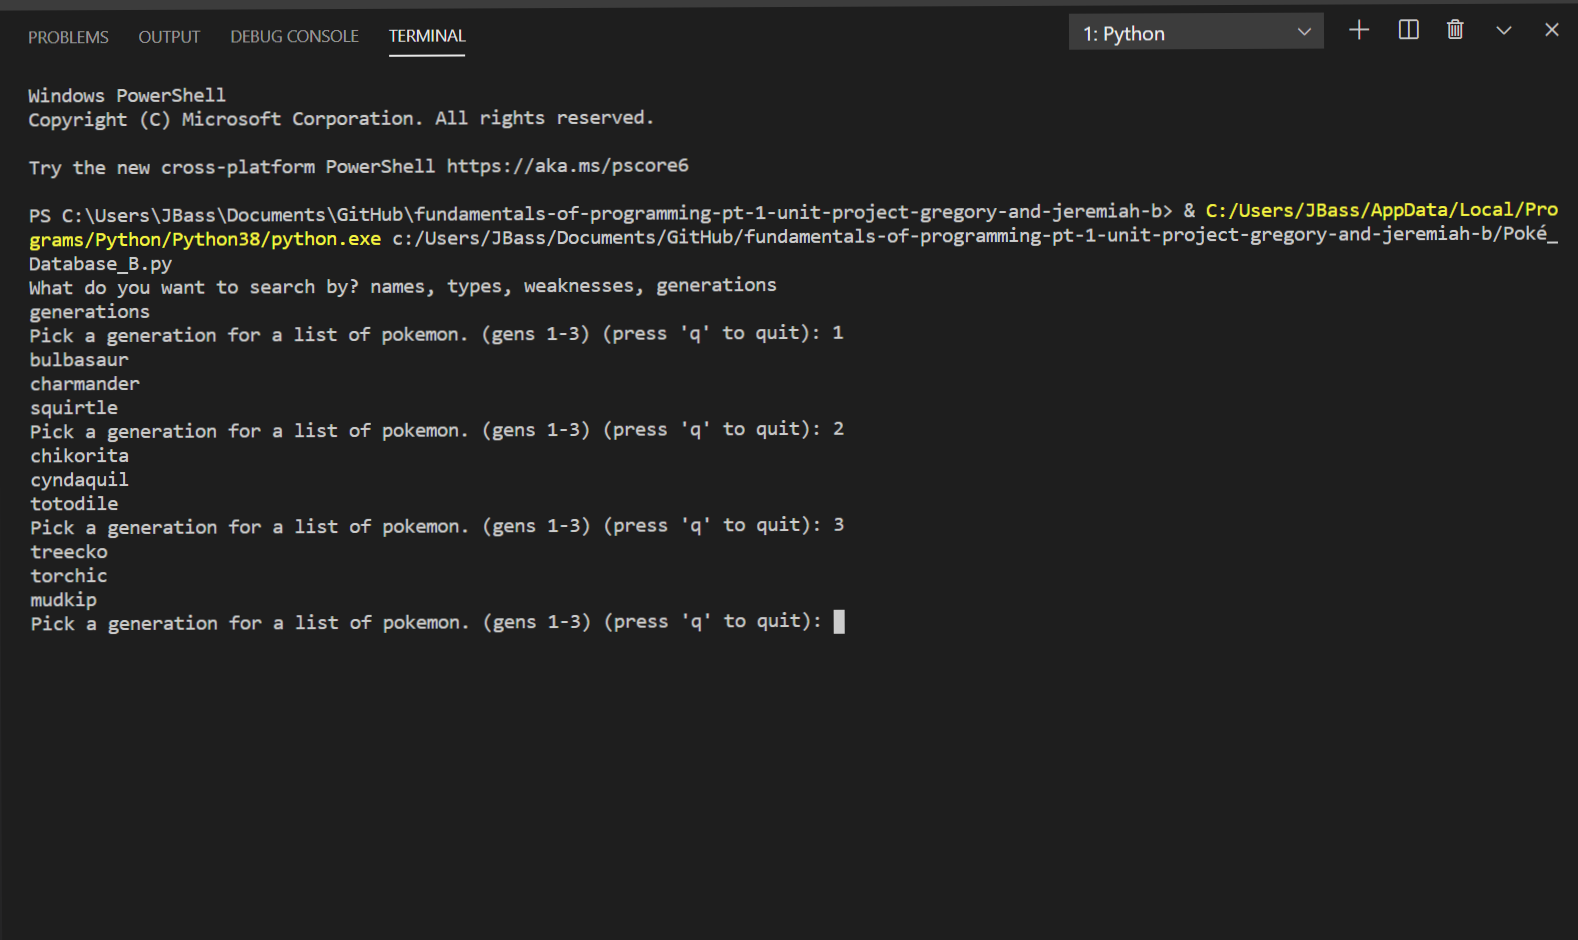 PROBLEMS OUTPUT DEBUG CONSOLE TERMINAL 1: Python
Windows PowerShell
Copyright (C) Microsoft Corporation. All rights reserved.
Try the new cross-platform PowerShell https://aka.ms/pscore6
PS C:\Users\JBass\Documents\GitHub\fundamentals-of-programming-pt-1-unit-project-gregory-and-jeremiah-b> & C:/Users/JBass/AppData/Local/Pro
grams/Python/Python38/python.exe c:/Users/JBass/Documents/GitHub/fundamentals-of-programming-pt-1-unit-project-gregory-and-jeremiah-b/Poké_
Database_B.py
What do you want to search by? names, types, weaknesses, generations
generations
Pick a generation for a list of pokemon. (gens 1-3) (press 'q' to quit): 1
bulbasaur
charmander
squirtle
Pick a generation for a list of pokemon. (gens 1-3) (press 'q' to quit): 2
chikorita
cyndaquil
totodile
Pick a generation for a list of pokemon. (gens 1-3) (press 'q' to quit): 3
treecko
torchic
mudkip
Pick a generation for a list of pokemon. (gens 1-3) (press 'q' to quit):